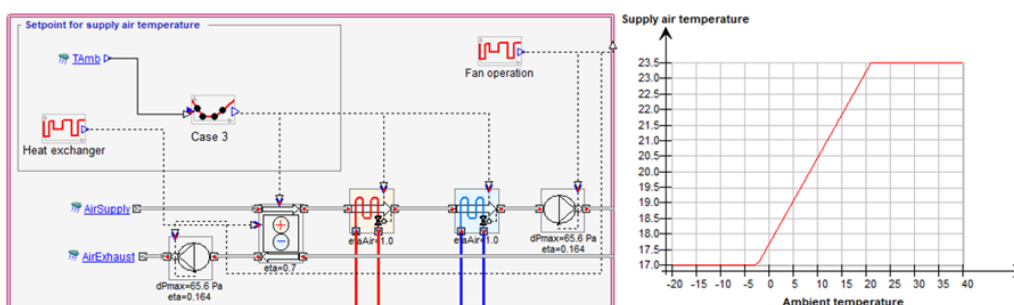 Setpoint for supply air temperature
TAmb
Case 3
Heat exchanger
Fan operation
AirSupply
AirExhaust
dPmax=65.6 Pa
eta=0.164
eta=0.7
etaAir=1.0
etaAir=1.0
dPmax=65.6 Pa
eta=0.164
Supply air temperature
23.5
23.0
22.5
22.0
21.5
21.0
20.5
20.0
19.5
19.0
18.5
18.0
17.5
17.0
-20 -15 -10 -5 0 5 10 15 20 25 30 35 40
Ambient temperature